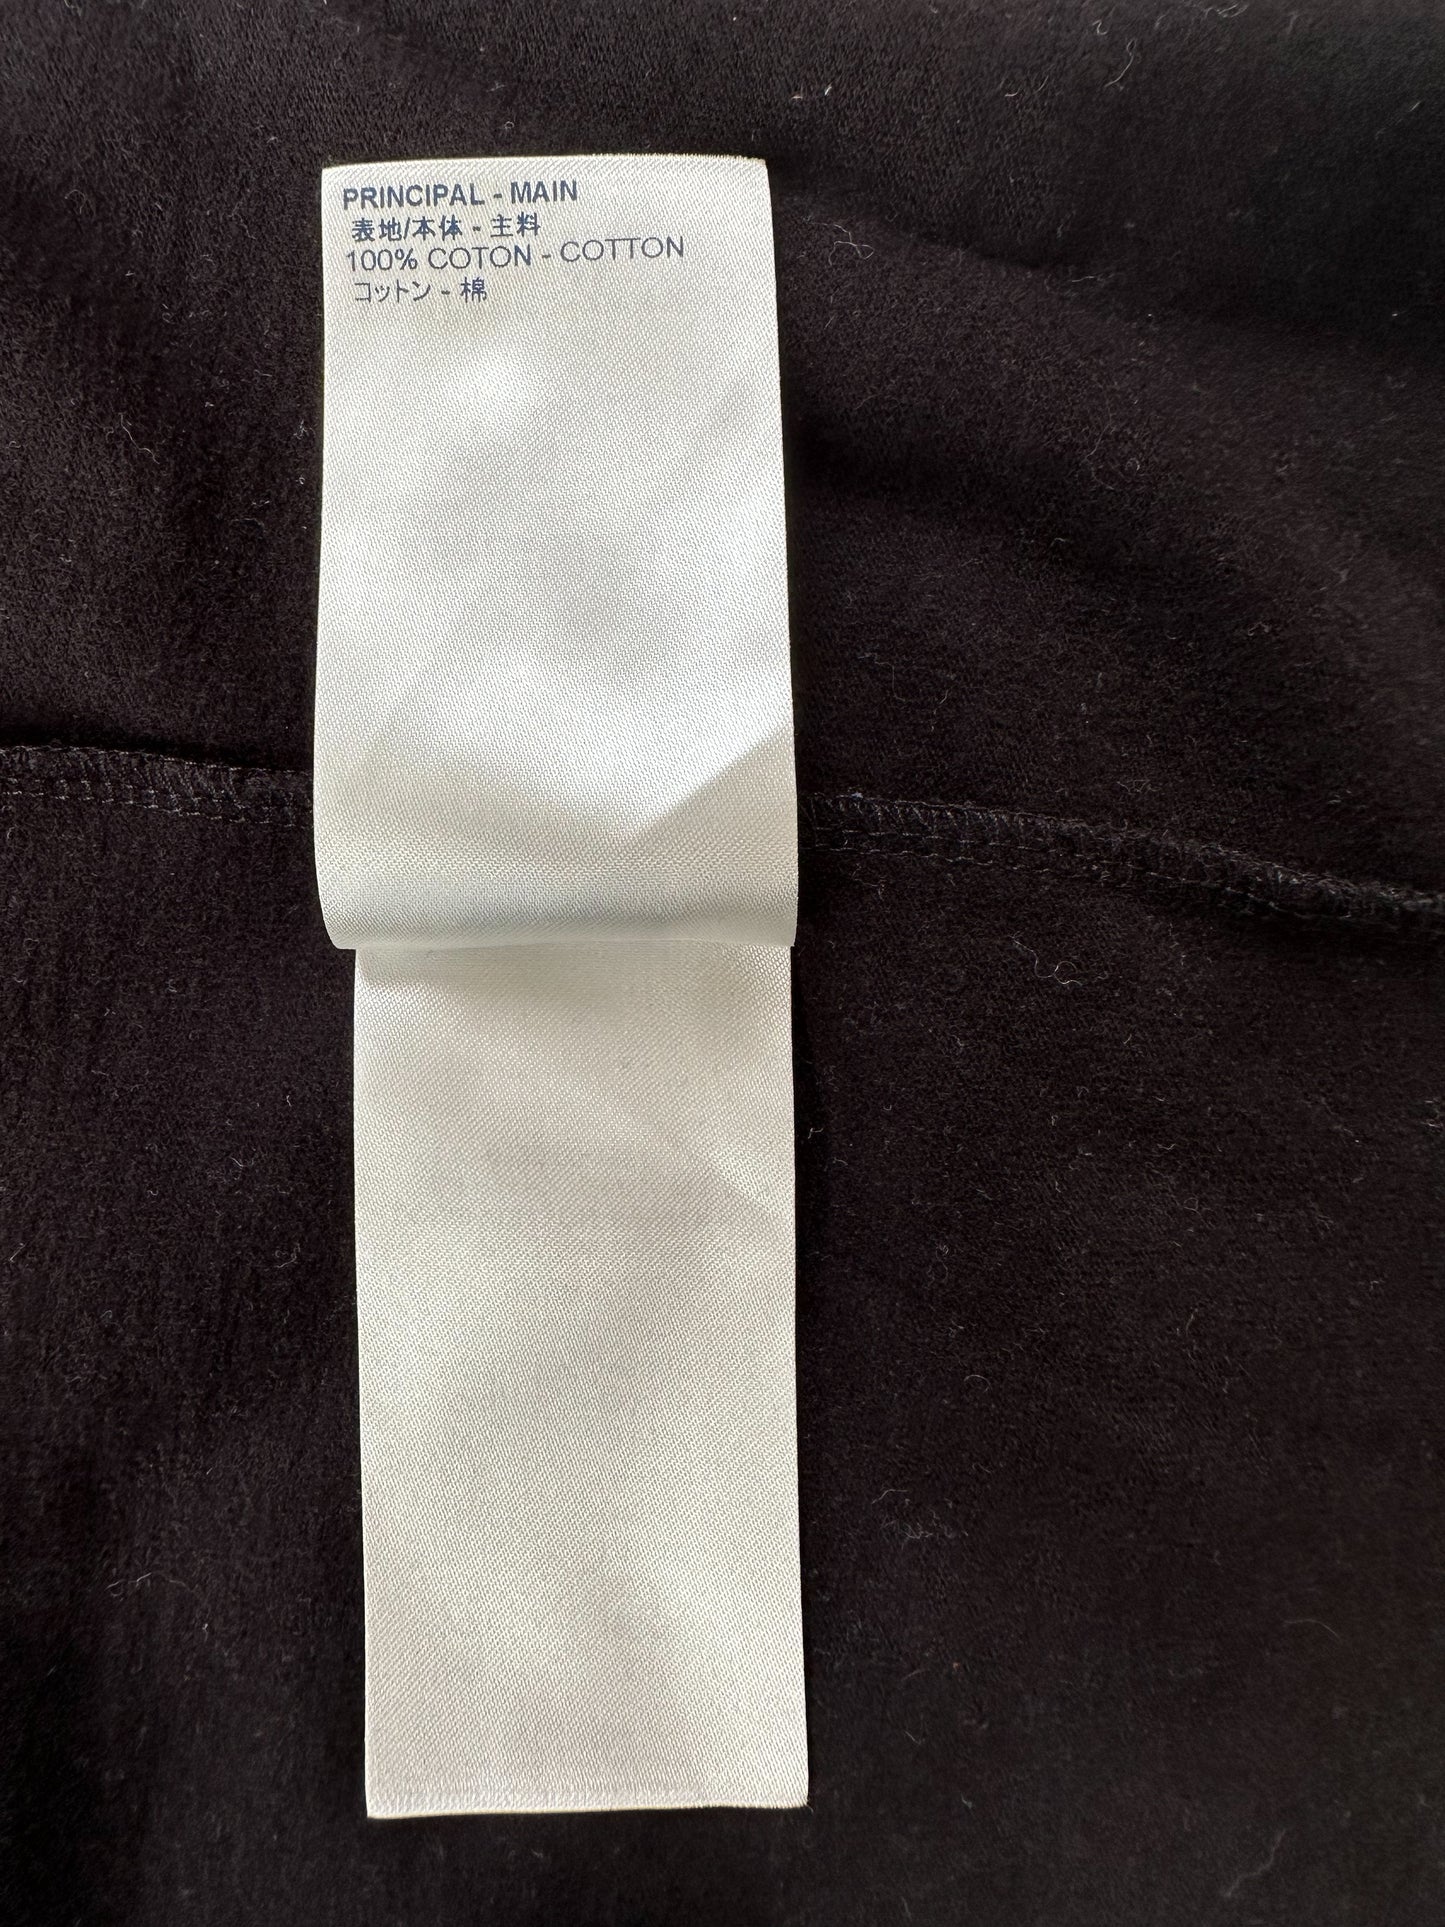 PRINCIPAL - MAIN
表地/本体 - 主料
100% COTON - COTTON
コットン - 棉